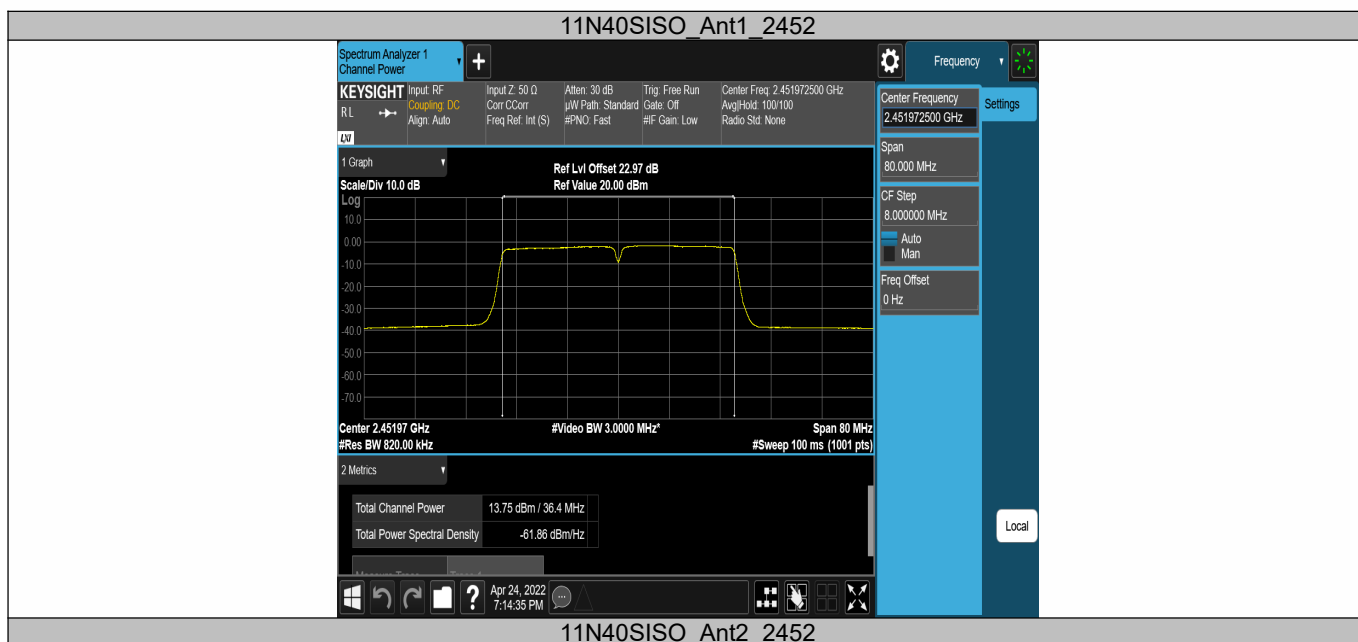 11N40SISO_Ant1_2452
Spectrum Analyzer 1
Channel Power
Frequency
KEYSIGHT
RL
LXI
Input: RF
Coupling: DC
Align: Auto
Input Z: 50 Ω
Corr CCorr
Freq Ref: Int (S)
Atten: 30 dB
µW Path: Standard
#PNO: Fast
Trig: Free Run
Gate: Off
#IF Gain: Low
Center Freq: 2.451972500 GHz
Avg|Hold: 100/100
Radio Std: None
Center Frequency
2.451972500 GHz
Settings
Span
80.000 MHz
CF Step
8.000000 MHz
Auto
Man
Freq Offset
0 Hz
Local
1 Graph
Scale/Div 10.0 dB
Ref Lvl Offset 22.97 dB
Ref Value 20.00 dBm
Log
10.0
0.00
-10.0
-20.0
-30.0
-40.0
-50.0
-60.0
-70.0
Center 2.45197 GHz
#Video BW 3.0000 MHz*
Span 80 MHz
#Res BW 820.00 kHz
#Sweep 100 ms (1001 pts)
2 Metrics
Total Channel Power 13.75 dBm / 36.4 MHz
Total Power Spectral Density -61.86 dBm/Hz
Measure Trace Trace 1
Apr 24, 2022
7:14:35 PM
11N40SISO_Ant2_2452